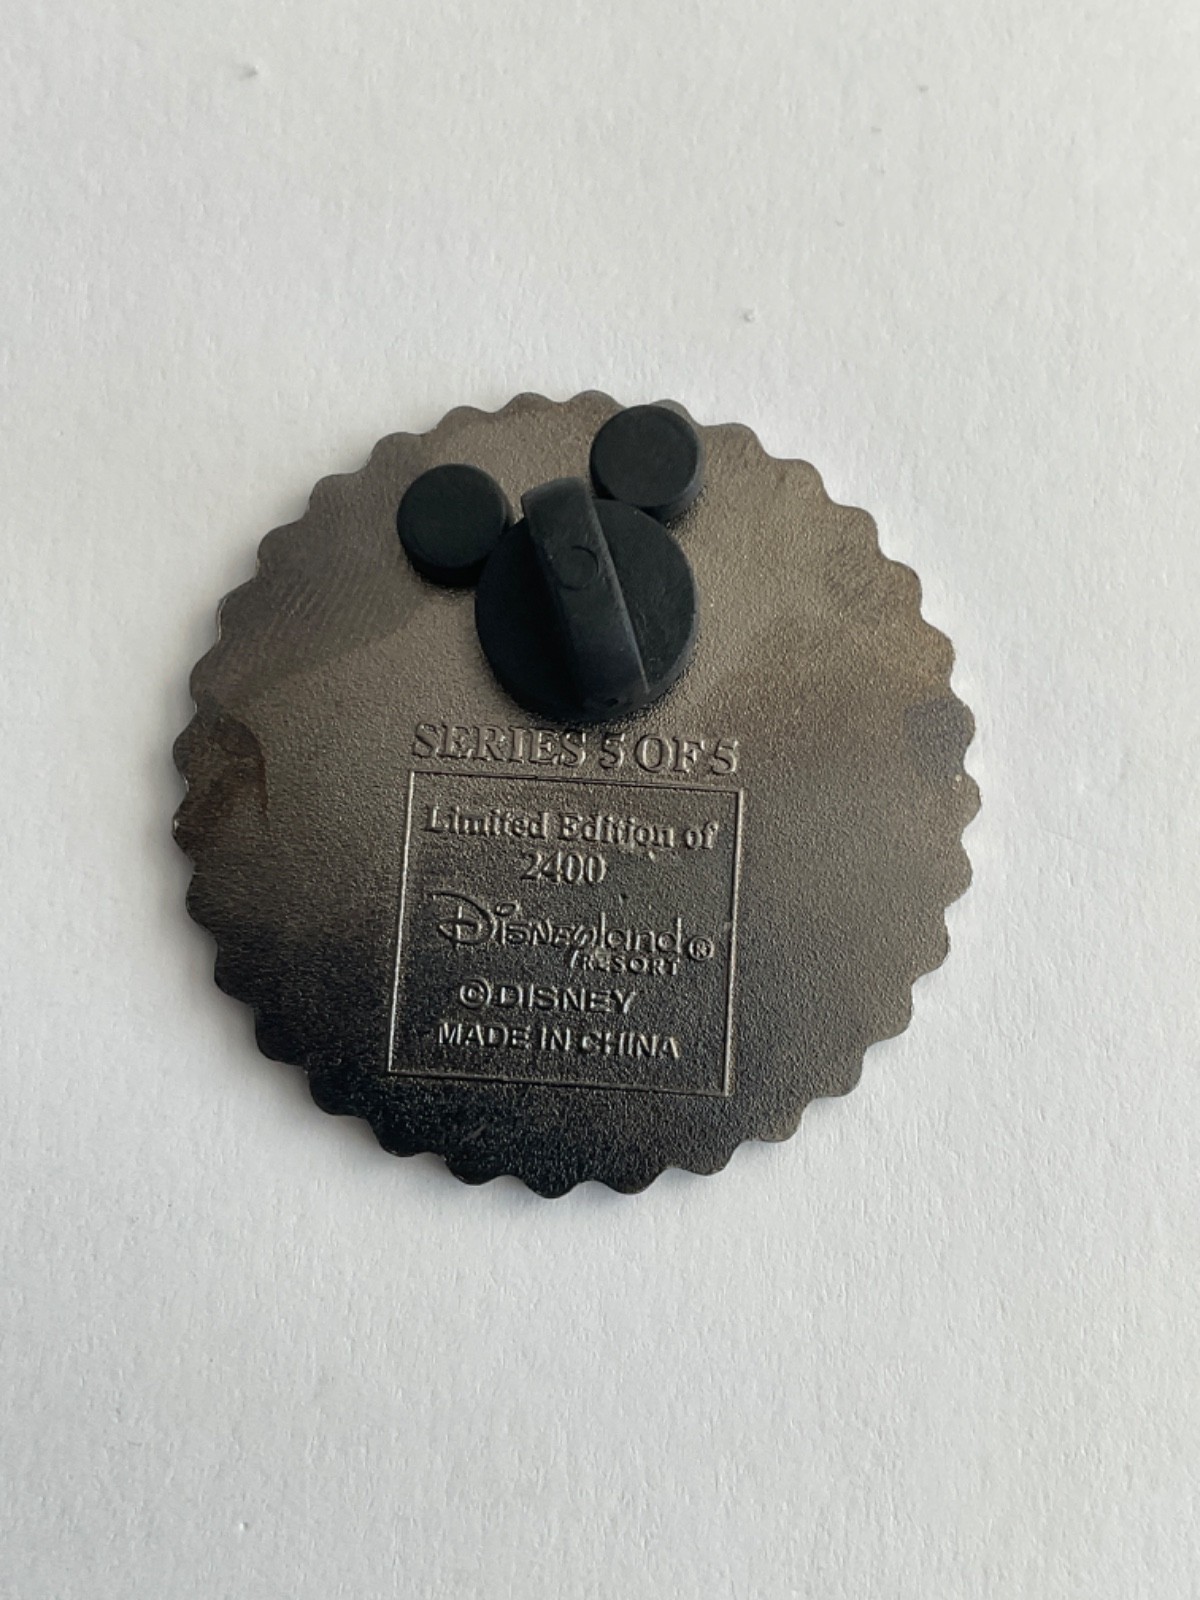 SERIES 5 OF 5
Limited Edition of
2400
Disneyland®
RESORT
©DISNEY
MADE IN CHINA